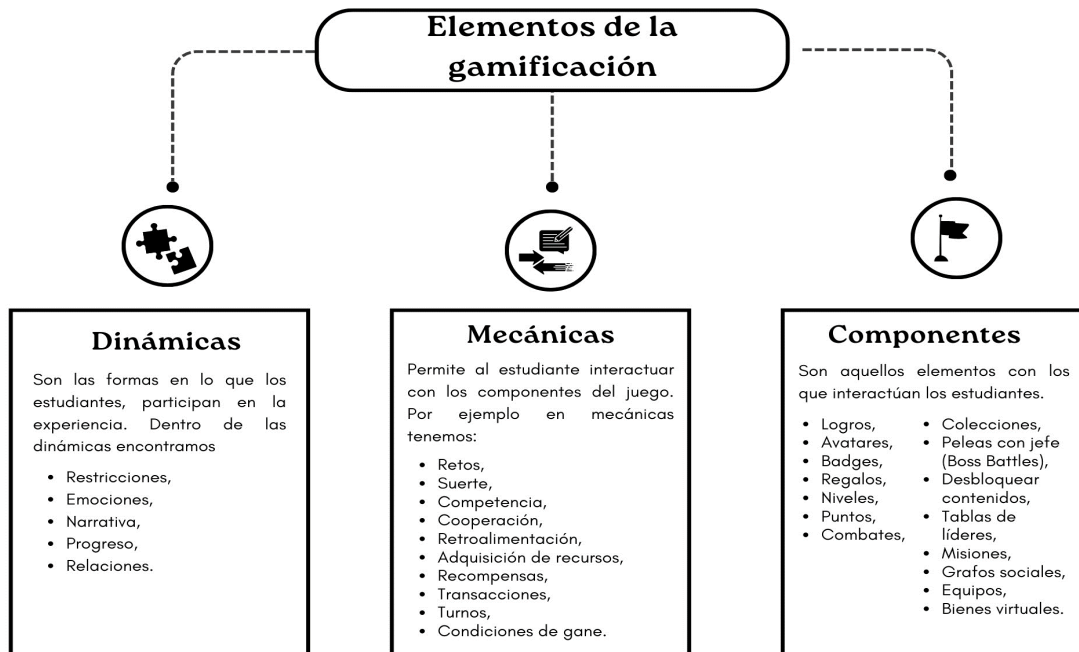 Elementos de la
gamificación
Dinámicas
Son las formas en lo que los
estudiantes, participan en la
experiencia. Dentro de las
dinámicas encontramos
• Restricciones,
• Emociones,
• Narrativa,
• Progreso,
• Relaciones.
Mecánicas
Permite al estudiante interactuar
con los componentes del juego.
Por ejemplo en mecánicas
tenemos:
• Retos,
• Suerte,
• Competencia,
• Cooperación,
• Retroalimentación,
• Adquisición de recursos,
• Recompensas,
• Transacciones,
• Turnos,
• Condiciones de gane.
Componentes
Son aquellos elementos con los
que interactúan los estudiantes.
• Logros,
• Avatares,
• Badges,
• Regalos,
• Niveles,
• Puntos,
• Combates,
• Colecciones,
• Peleas con jefe
(Boss Battles),
• Desbloquear
contenidos,
• Tablas de
líderes,
• Misiones,
• Grafos sociales,
• Equipos,
• Bienes virtuales.